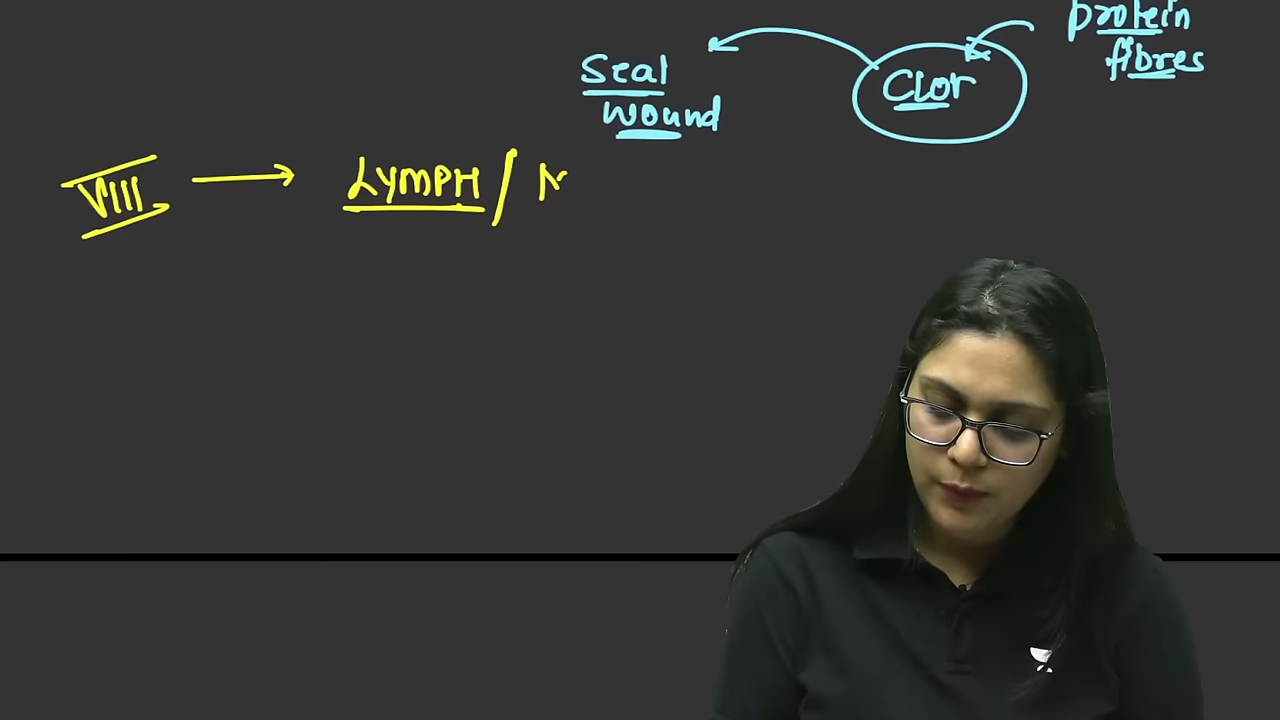 protein
fibres
Clot
Seal
wound
VIII → LYMPH / N